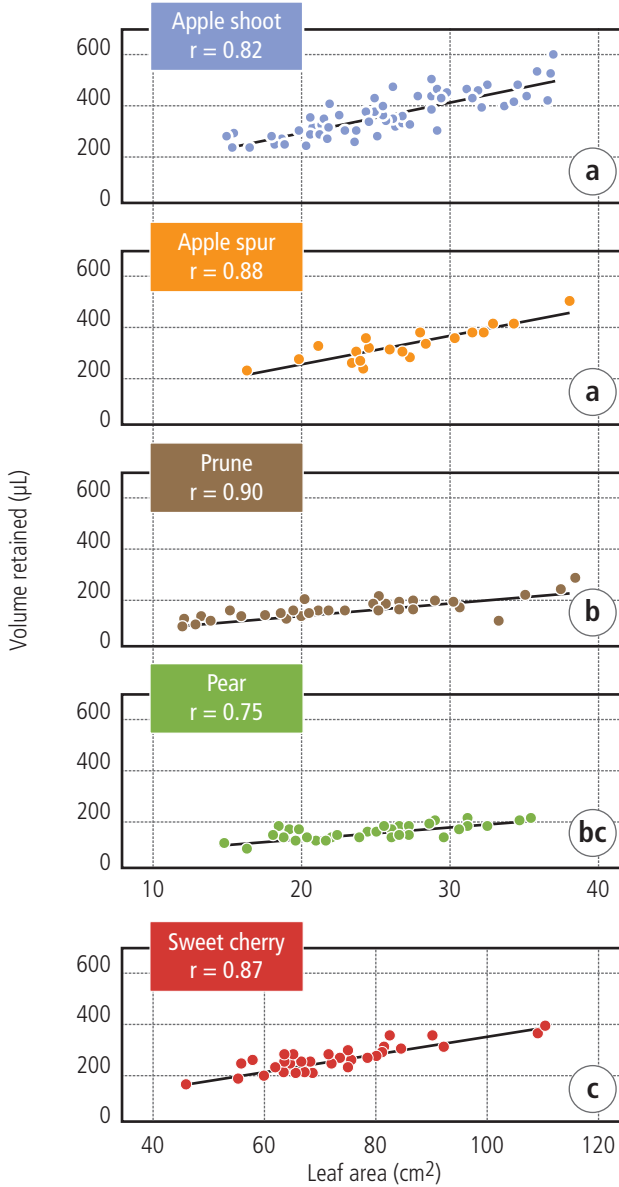 Apple shoot
r = 0.82
600
400
200
0
a
Apple spur
r = 0.88
600
400
200
0
a
Prune
r = 0.90
600
400
200
0
b
Volume retained (µL)
Pear
r = 0.75
600
400
200
0
bc
10 20 30 40
Sweet cherry
r = 0.87
600
400
200
0
c
40 60 80 100 120
Leaf area (cm²)